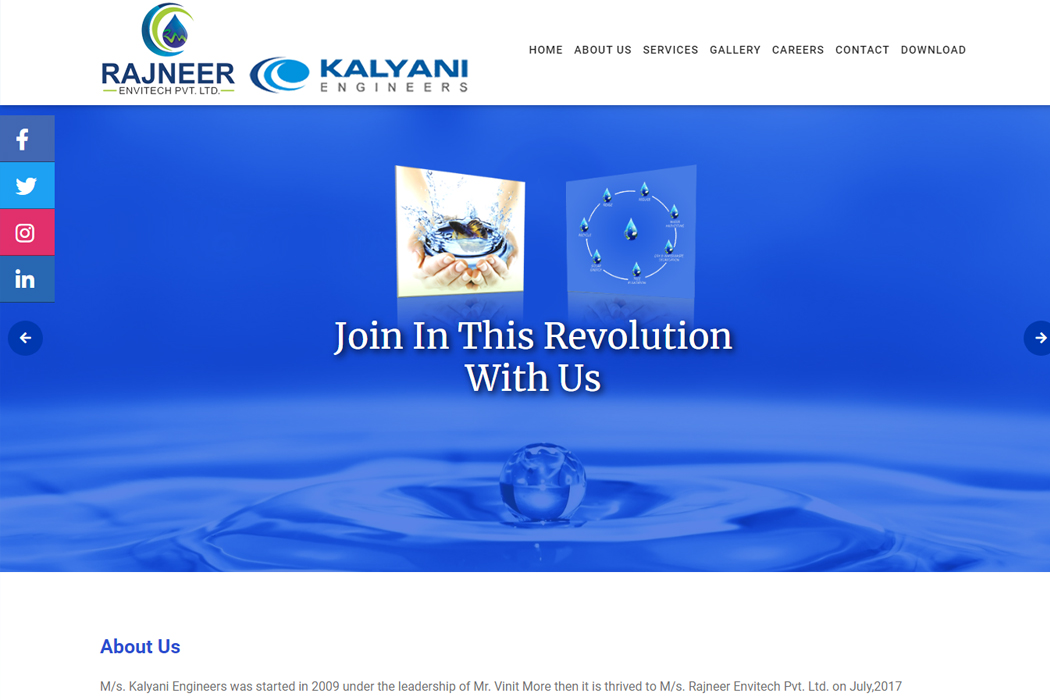 RAJNEER
ENVITECH PVT. LTD.
KALYANI
ENGINEERS
HOME ABOUT US SERVICES GALLERY CAREERS CONTACT DOWNLOAD
Join In This Revolution
With Us
About Us
M/s. Kalyani Engineers was started in 2009 under the leadership of Mr. Vinit More then it is thrived to M/s. Rajneer Envitech Pvt. Ltd. on July,2017